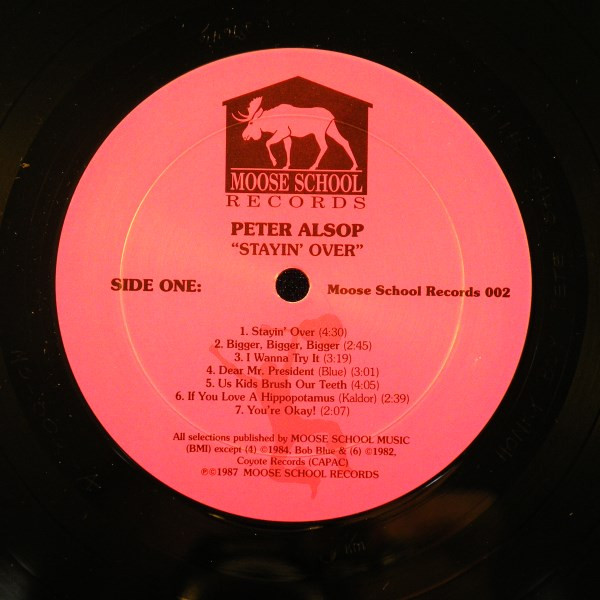 MOOSE SCHOOL
RECORDS
PETER ALSOP
“STAYIN’ OVER”
SIDE ONE:
Moose School Records 002
1. Stayin’ Over (4:30)
2. Bigger, Bigger, Bigger (2:45)
3. I Wanna Try It (3:19)
4. Dear Mr. President (Blue) (3:01)
5. Us Kids Brush Our Teeth (4:05)
6. If You Love A Hippopotamus (Kaldor) (2:39)
7. You’re Okay! (2:07)
All selections published by MOOSE SCHOOL MUSIC
(BMI) except (4) ©1984, Bob Blue & (6) ©1982,
Coyote Records (CAPAC)
℗©1987 MOOSE SCHOOL RECORDS